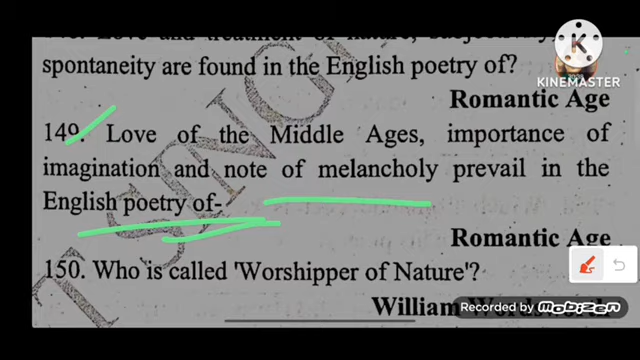 spontaneity are found in the English poetry of?
Romantic Age
149. Love of the Middle Ages, importance of
imagination and note of melancholy prevail in the
English poetry of-
Romantic Age
150. Who is called 'Worshipper of Nature'?
William Wordsworth
K
KINEMASTER
Recorded by Mobizen